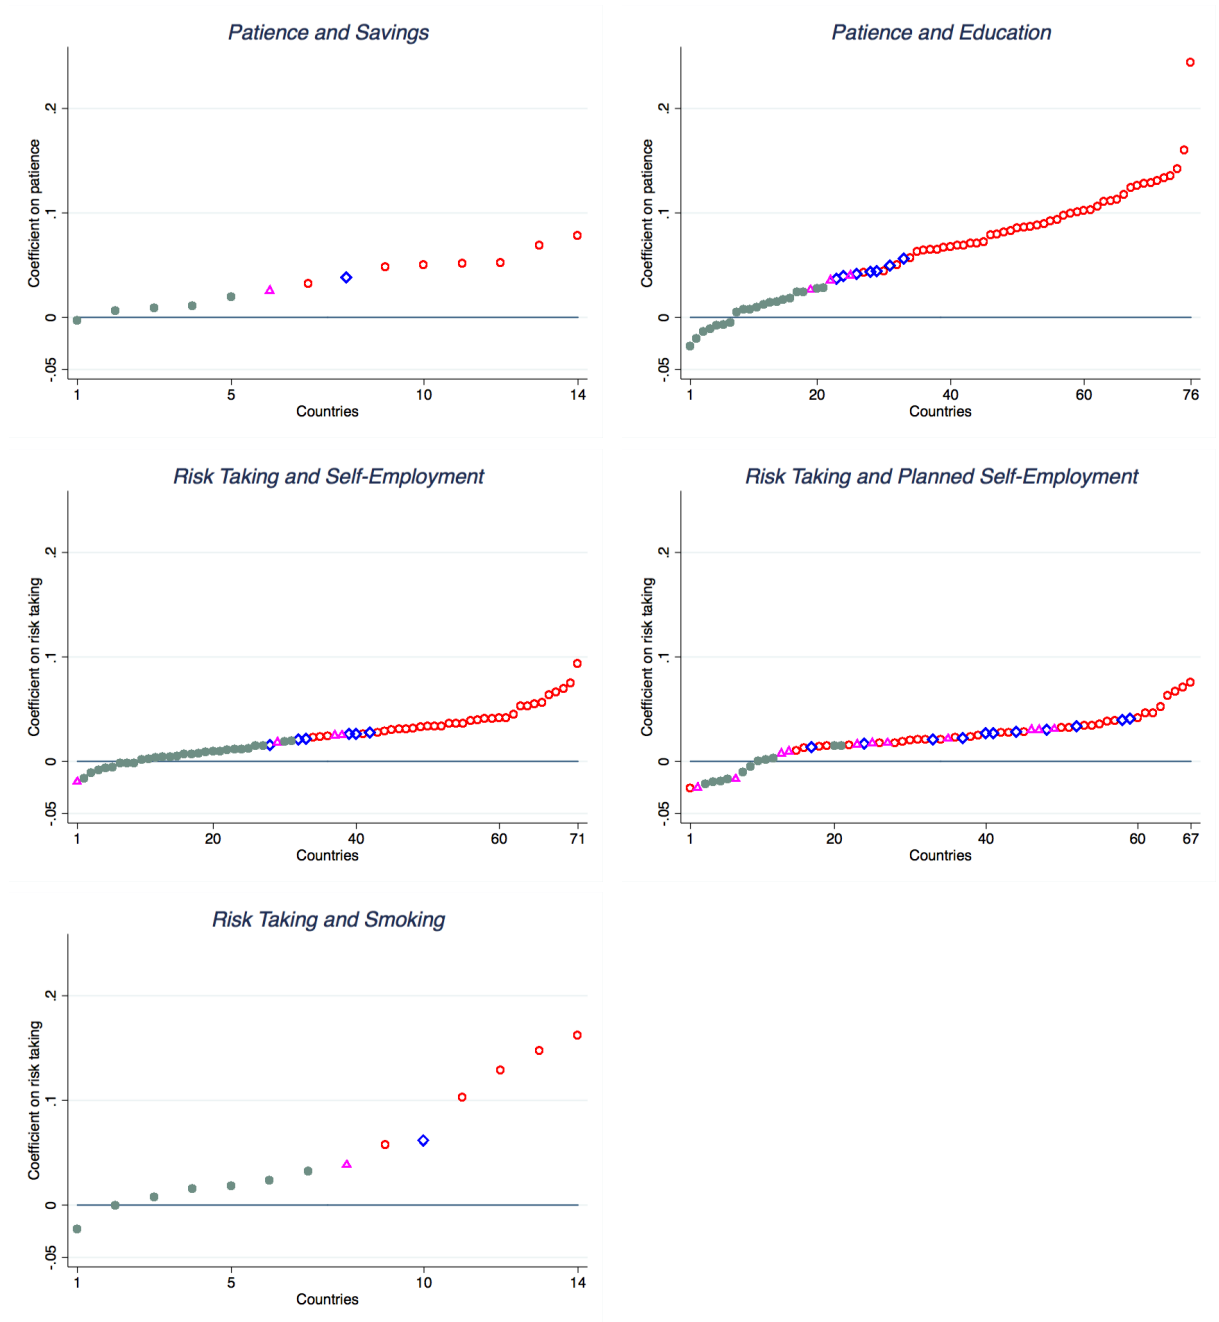 Patience and Savings
Coefficient on patience
.2
.1
0
-.05
1 5 10 14
Countries
Patience and Education
Coefficient on patience
.2
.1
0
-.05
1 20 40 60 76
Countries
Risk Taking and Self-Employment
Coefficient on risk taking
.2
.1
0
-.05
1 20 40 60 71
Countries
Risk Taking and Planned Self-Employment
Coefficient on risk taking
.2
.1
0
-.05
1 20 40 60 67
Countries
Risk Taking and Smoking
Coefficient on risk taking
.2
.1
0
-.05
1 5 10 14
Countries